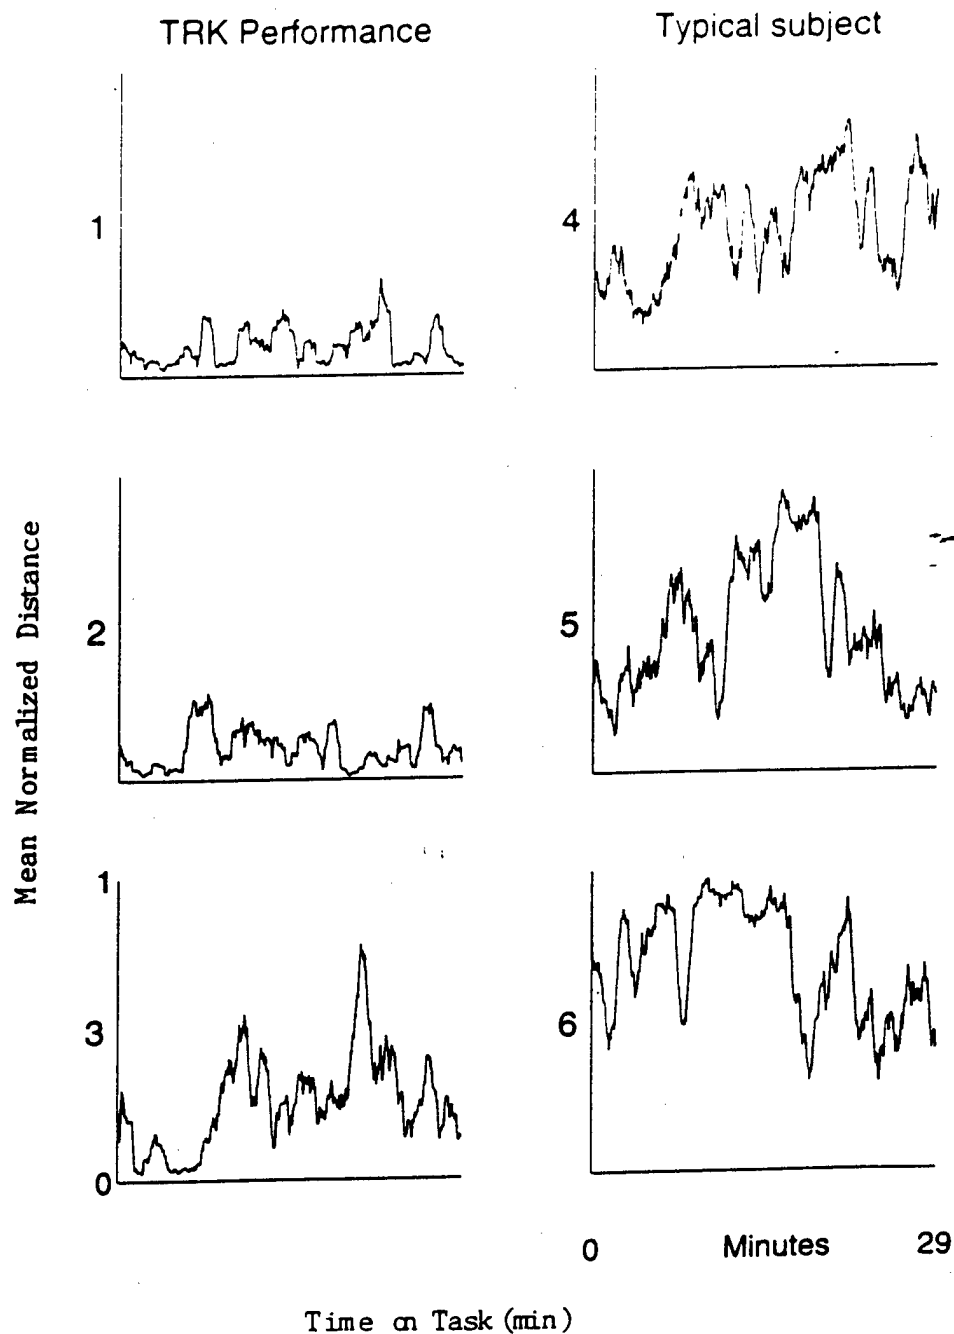 TRK Performance
Typical subject
1
4
Mean Normalized Distance
2
5
1
3
0
6
0 Minutes 29
Time on Task (min)